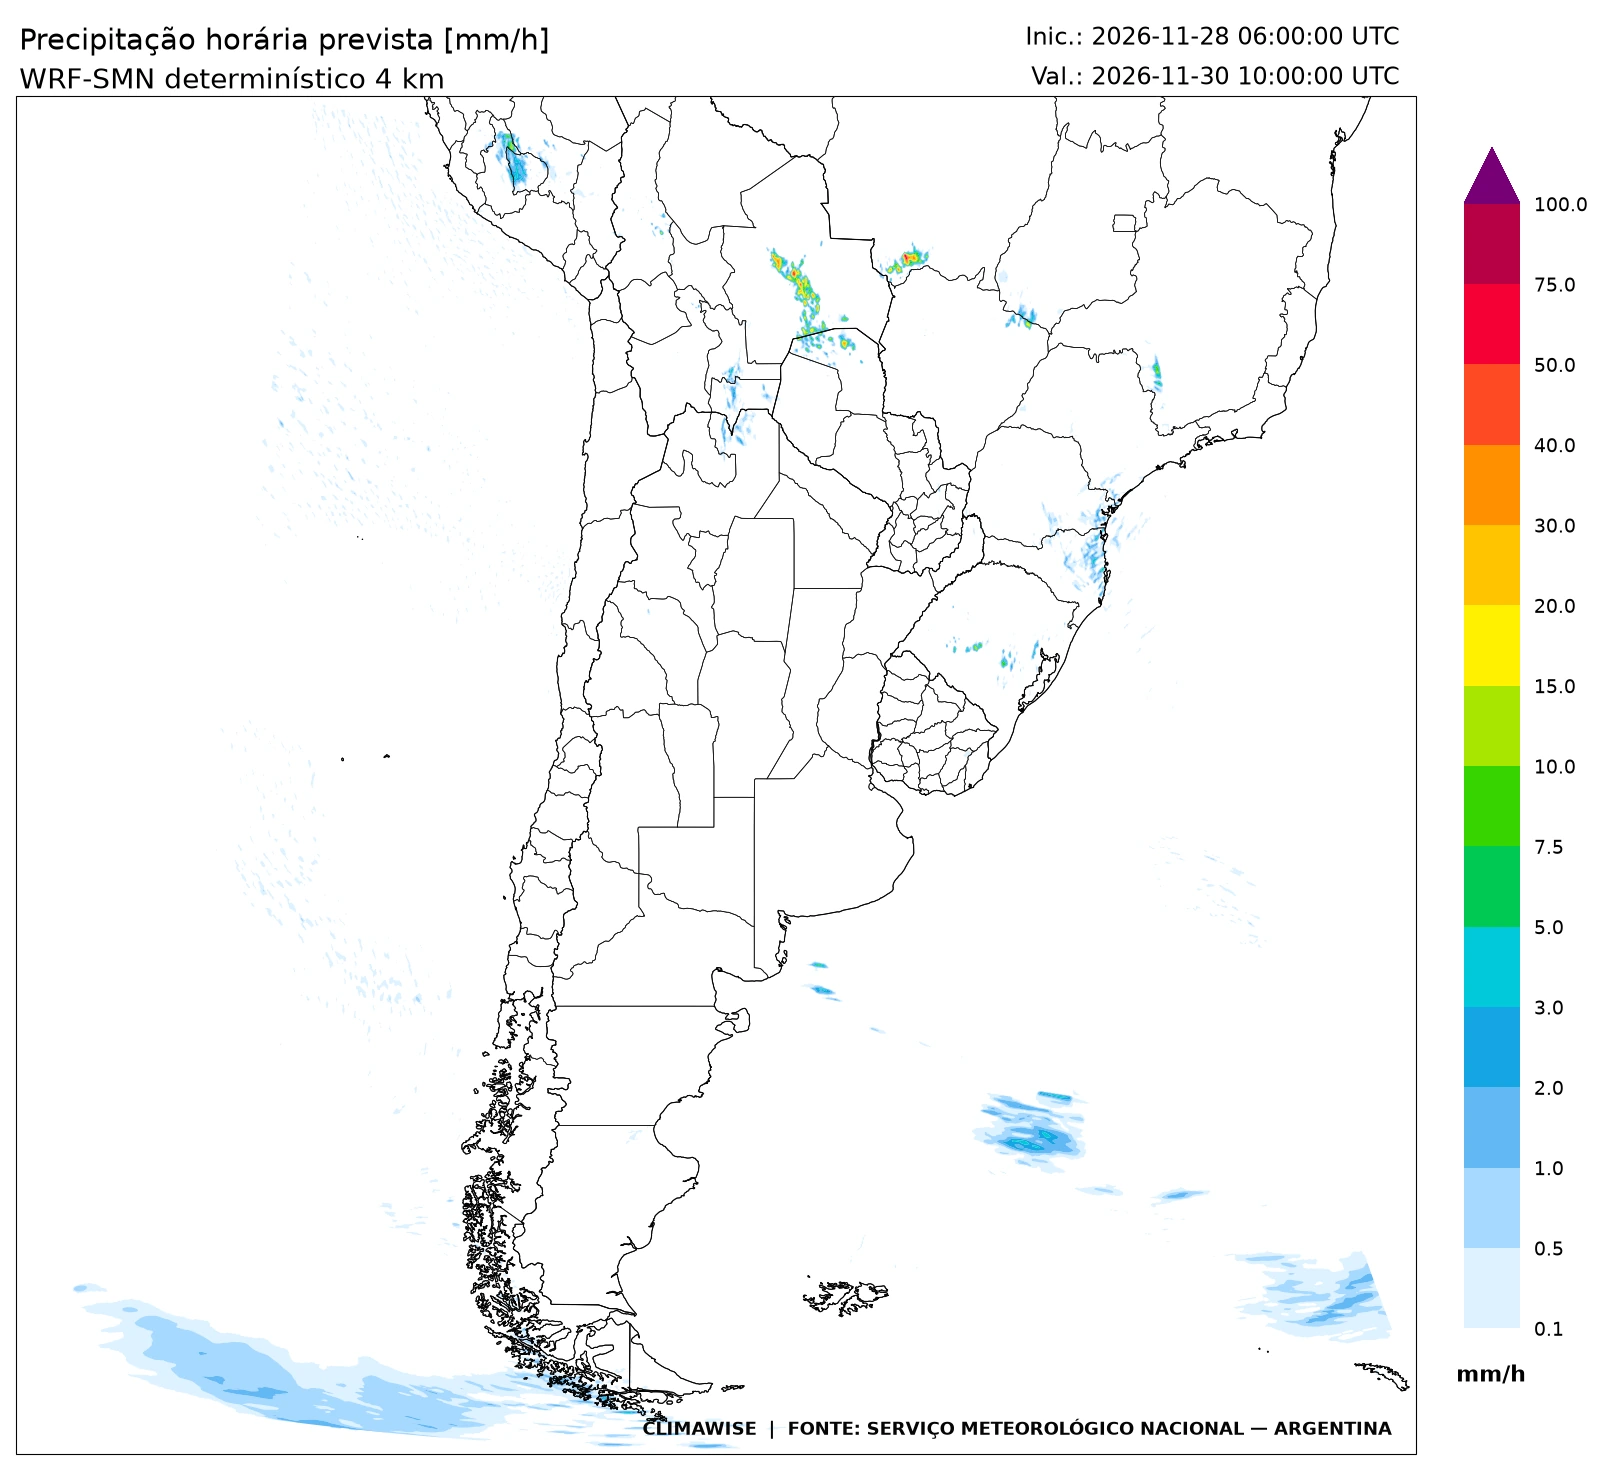 Precipitação horária prevista [mm/h]
WRF-SMN determinístico 4 km
Inic.: 2026-11-28 06:00:00 UTC
Val.: 2026-11-30 10:00:00 UTC
100.0
75.0
50.0
40.0
30.0
20.0
15.0
10.0
7.5
5.0
3.0
2.0
1.0
0.5
0.1
mm/h
CLIMAWISE | FONTE: SERVIÇO METEOROLÓGICO NACIONAL — ARGENTINA